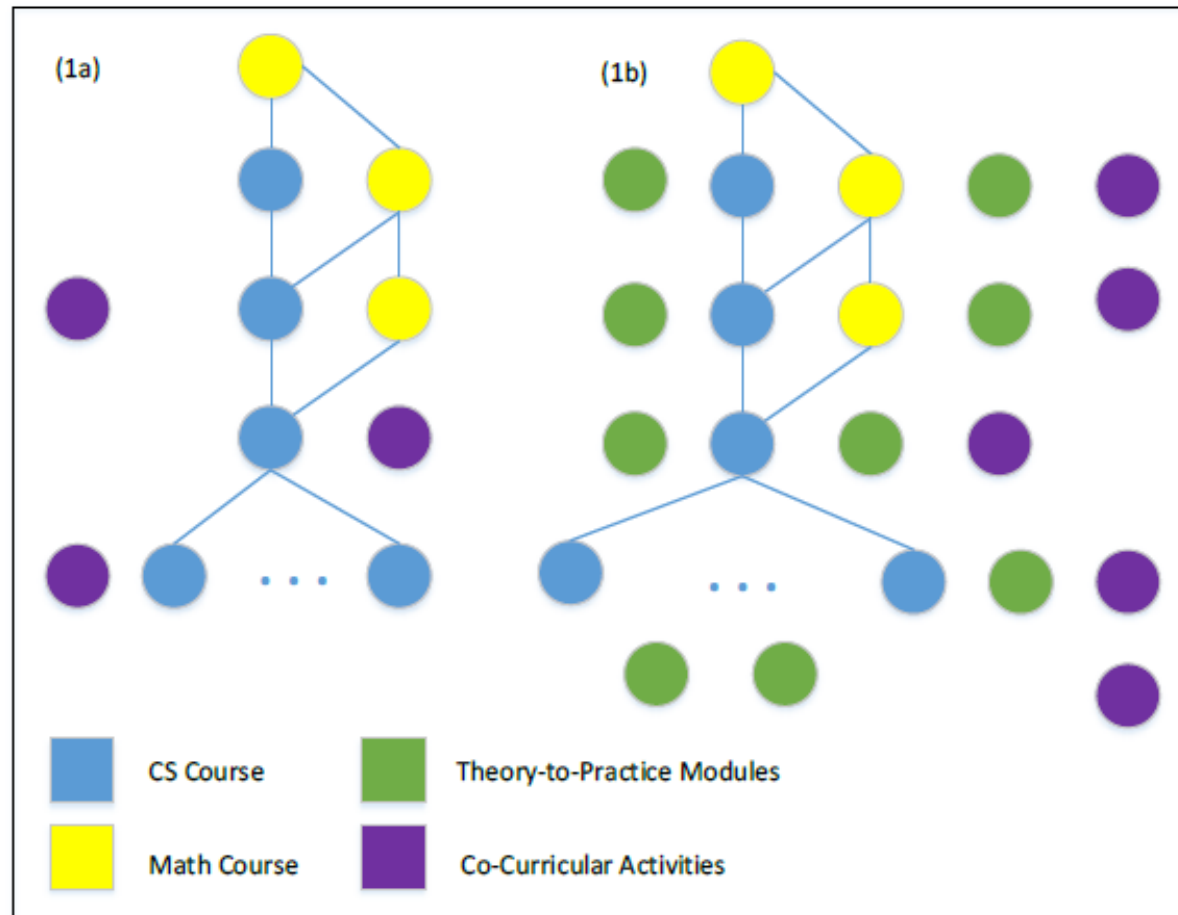 (1a)
(1b)
. . .
. . .
CS Course
Theory-to-Practice Modules
Math Course
Co-Curricular Activities